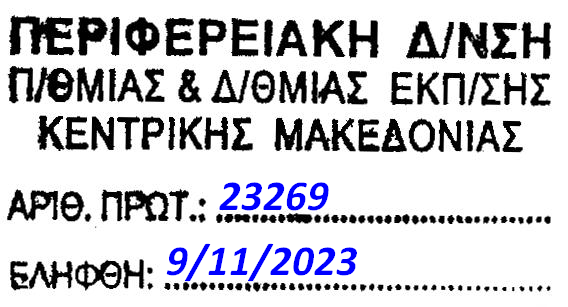 ΠΕΡΙΦΕΡΕΙΑΚΗ Δ/ΝΣΗ
Π/ΘΜΙΑΣ & Δ/ΘΜΙΑΣ ΕΚΠ/ΣΗΣ
ΚΕΝΤΡΙΚΗΣ ΜΑΚΕΔΟΝΙΑΣ
ΑΡΙΘ. ΠΡΩΤ.: 23269
ΕΛΗΦΘΗ: 9/11/2023